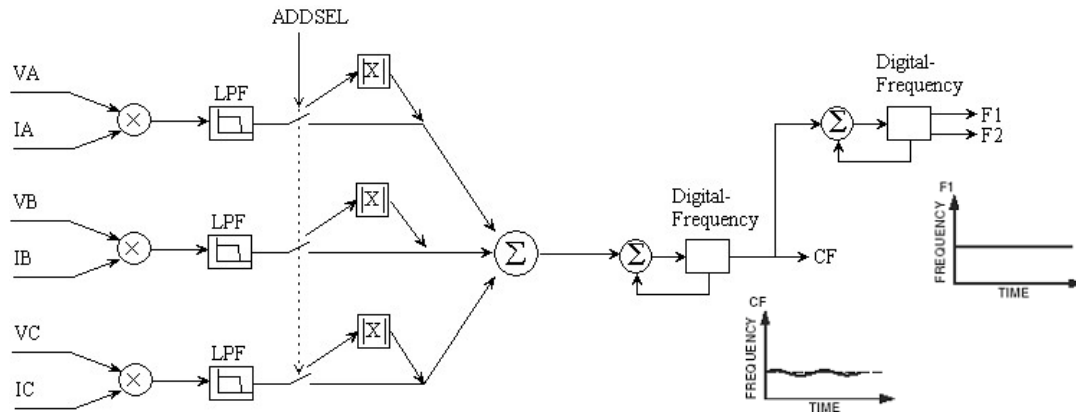 ADDSEL
VA
IA
LPF
|X|
VB
IB
LPF
|X|
VC
IC
LPF
|X|
Σ
Σ
Digital-
Frequency
CF
Σ
Digital-
Frequency
F1
F2
F1
FREQUENCY
TIME
CF
FREQUENCY
TIME